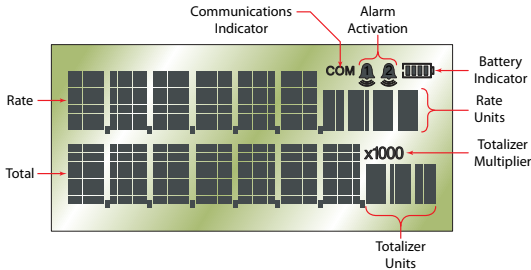 Communications
Indicator
Alarm
Activation
COM
1
2
Battery
Indicator
Rate
Rate
Units
x1000
Totalizer
Multiplier
Total
Totalizer
Units